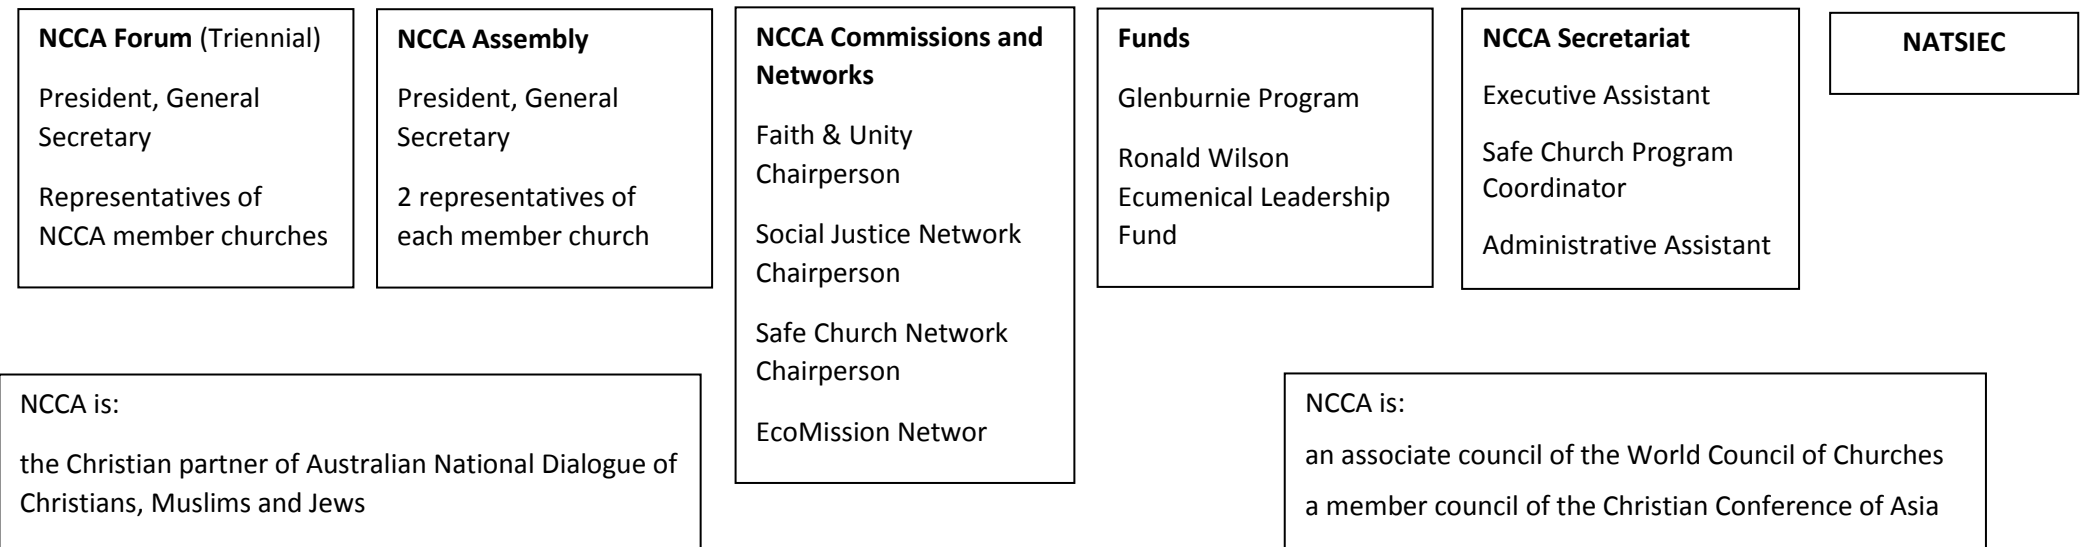 NCCA Forum (Triennial)
President, General
Secretary
Representatives of
NCCA member churches
NCCA Assembly
President, General
Secretary
2 representatives of
each member church
NCCA Commissions and
Networks
Faith & Unity
Chairperson
Social Justice Network
Chairperson
Safe Church Network
Chairperson
EcoMission Networ
Funds
Glenburnie Program
Ronald Wilson
Ecumenical Leadership
Fund
NCCA Secretariat
Executive Assistant
Safe Church Program
Coordinator
Administrative Assistant
NATSIEC
NCCA is:
the Christian partner of Australian National Dialogue of
Christians, Muslims and Jews
NCCA is:
an associate council of the World Council of Churches
a member council of the Christian Conference of Asia